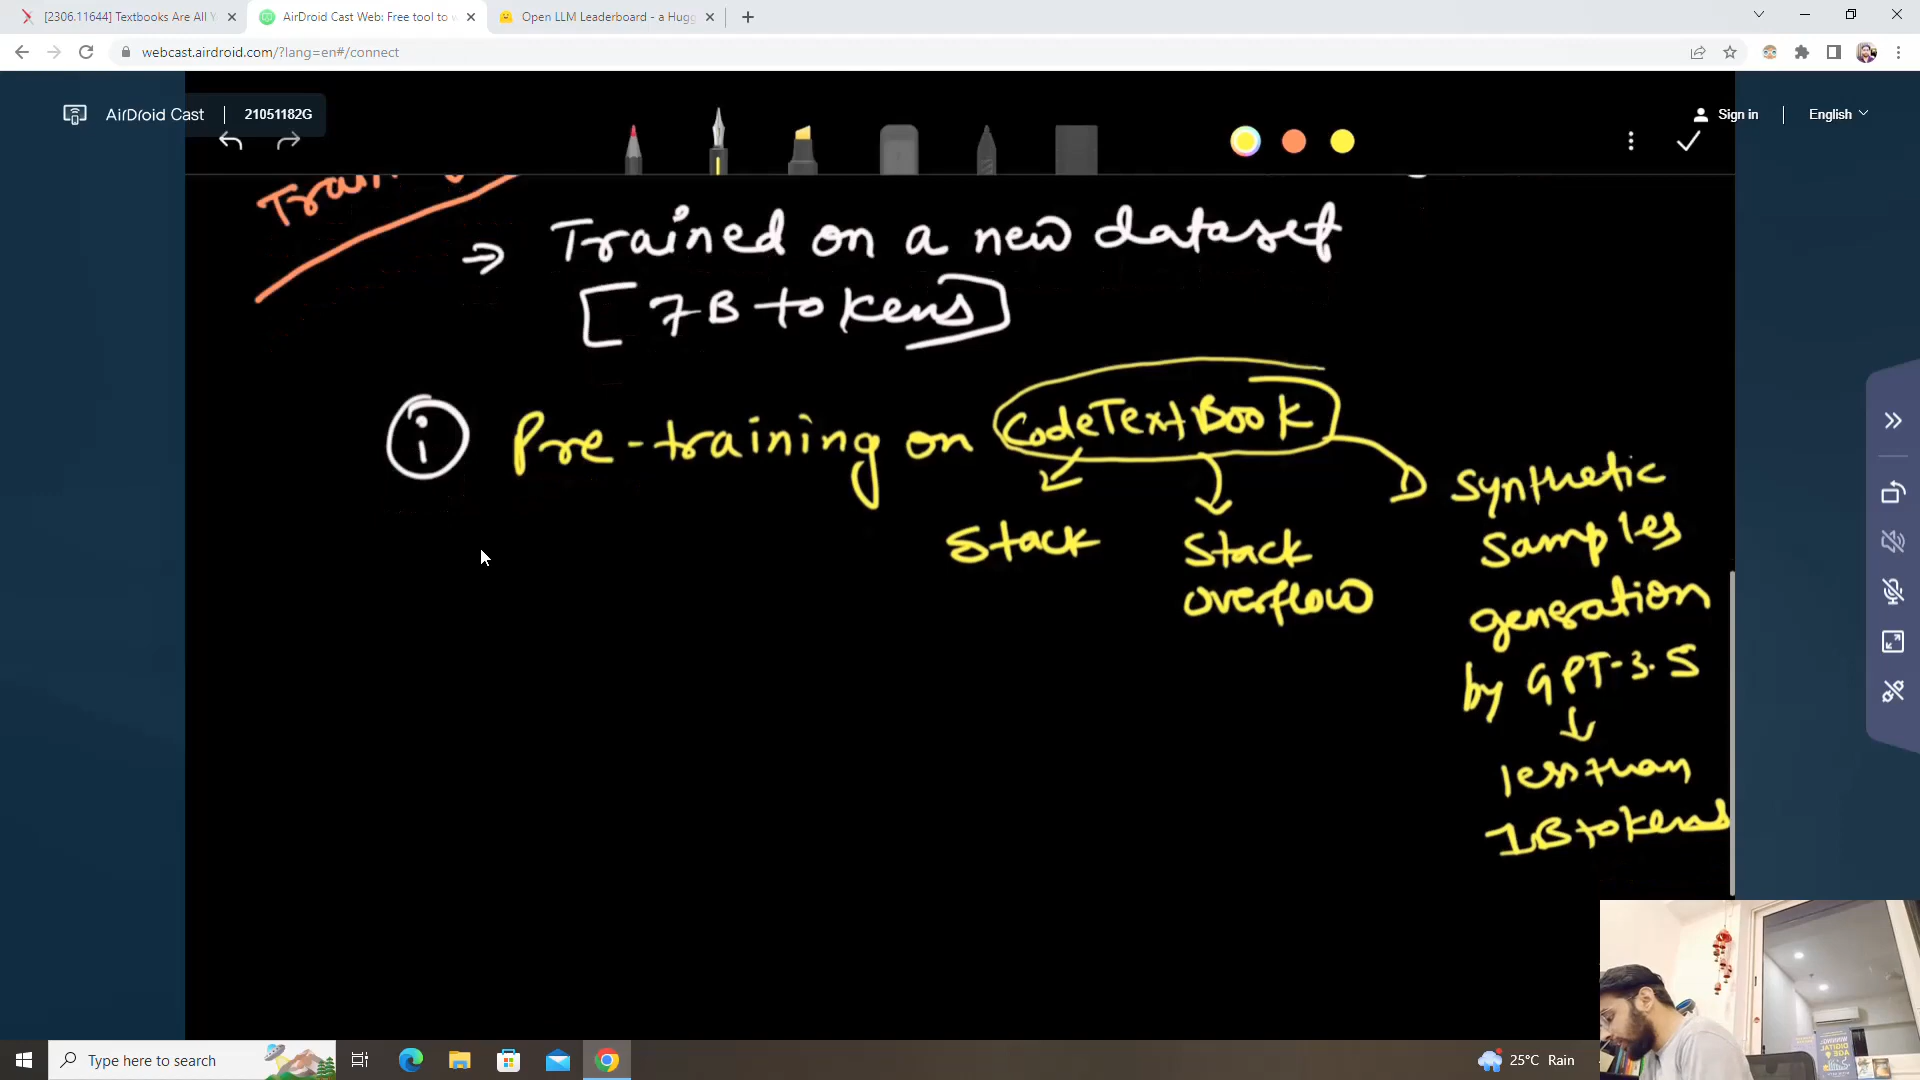 [2306.11644] Textbooks Are All Y
AirDroid Cast Web: Free tool to
Open LLM Leaderboard - a Hugg
webcast.airdroid.com/?lang=en#/connect
AirDroid Cast
21051182G
Sign in
English
⇒ Trained on a new dataset
[7B tokens]
i Pre-training on CodeTextBook
Stack
Stack
overflow
Synthetic
Samples
generation
by GPT-3.5
less than
1B tokens
Type here to search
25°C Rain